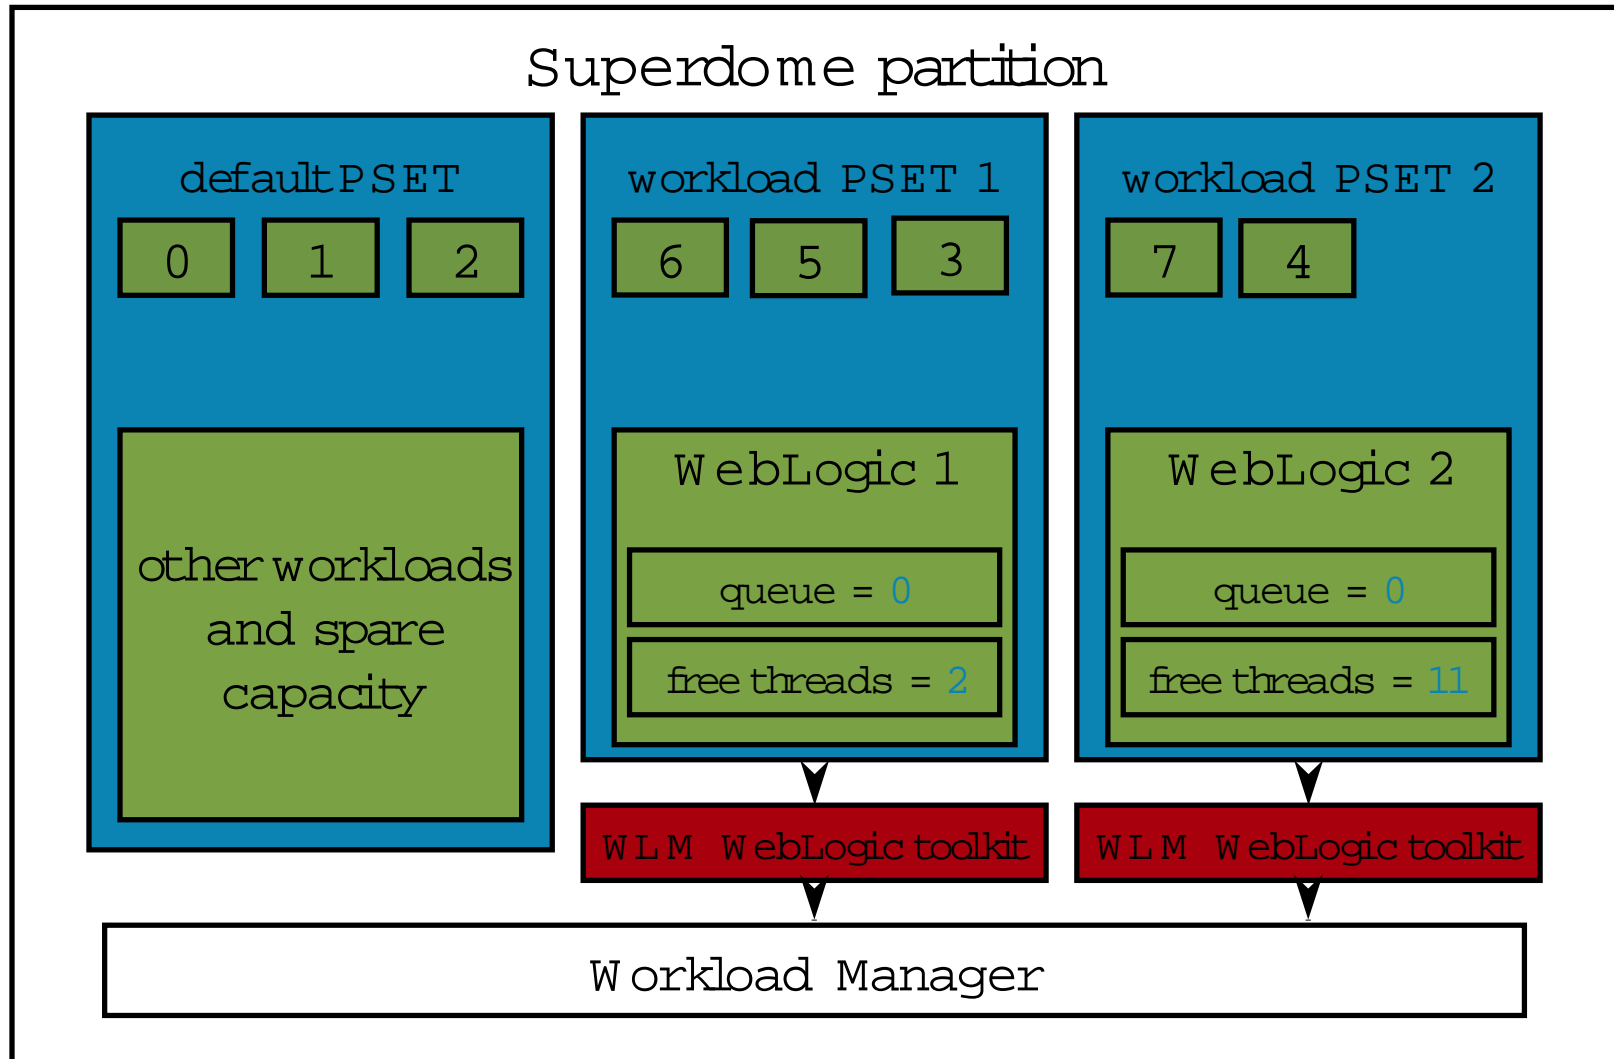 Superdome partition
default PSET
0 1 2
other workloads
and spare
capacity
workload PSET 1
6 5 3
WebLogic 1
queue = 0
free threads = 2
WLM WebLogic toolkit
workload PSET 2
7 4
WebLogic 2
queue = 0
free threads = 11
WLM WebLogic toolkit
Workload Manager